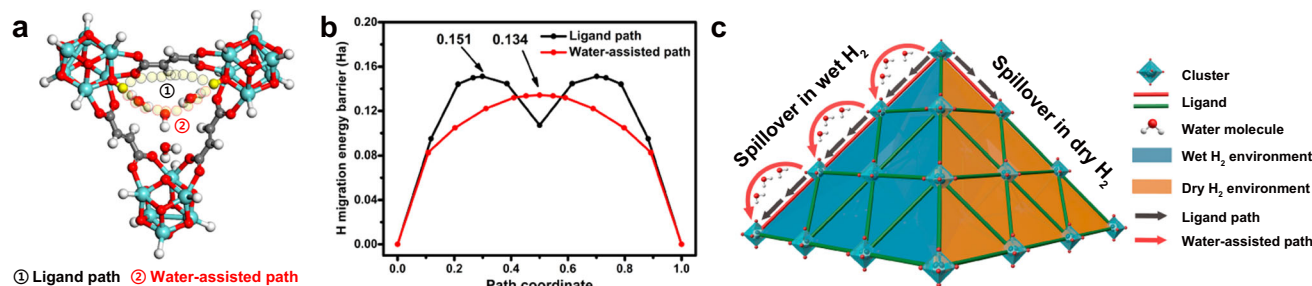 a
①
②
① Ligand path ② Water-assisted path
b
H migration energy barrier (Ha)
0.20
0.16
0.12
0.08
0.04
0.00
0.151
0.134
Ligand path
Water-assisted path
0.0 0.2 0.4 0.6 0.8 1.0
Path coordinate
c
Spillover in wet H₂
Spillover in dry H₂
Cluster
Ligand
Water molecule
Wet H₂ environment
Dry H₂ environment
Ligand path
Water-assisted path